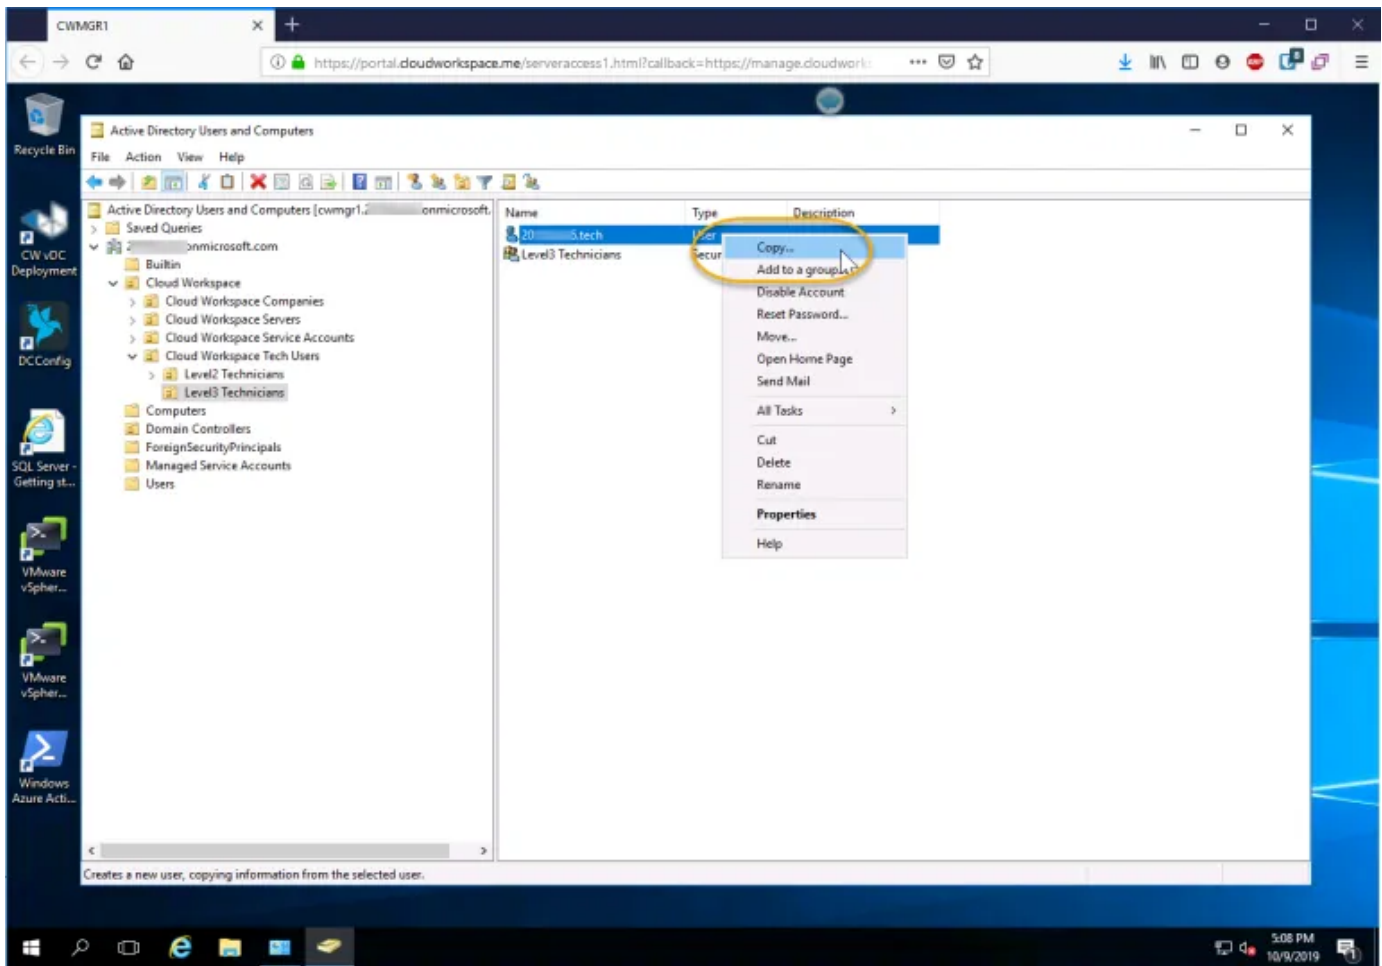 CWMGR1
https://portal.cloudworkspace.me/serveraccess1.html?callback=https://manage.cloudwork
Recycle Bin
CW vDC
Deployment
DCConfig
SQL Server -
Getting st...
VMware
vSpher...
VMware
vSpher...
Windows
Azure Acti...
Active Directory Users and Computers
File Action View Help
Active Directory Users and Computers [cwmgr1.2 onmicrosoft.
Saved Queries
2 onmicrosoft.com
Builtin
Cloud Workspace
Cloud Workspace Companies
Cloud Workspace Servers
Cloud Workspace Service Accounts
Cloud Workspace Tech Users
Level2 Technicians
Level3 Technicians
Computers
Domain Controllers
ForeignSecurityPrincipals
Managed Service Accounts
Users
Name Type Description
20 5.tech User
Level3 Technicians Secur
Copy...
Add to a group...
Disable Account
Reset Password...
Move...
Open Home Page
Send Mail
All Tasks
Cut
Delete
Rename
Properties
Help
Creates a new user, copying information from the selected user.
5:08 PM
10/9/2019